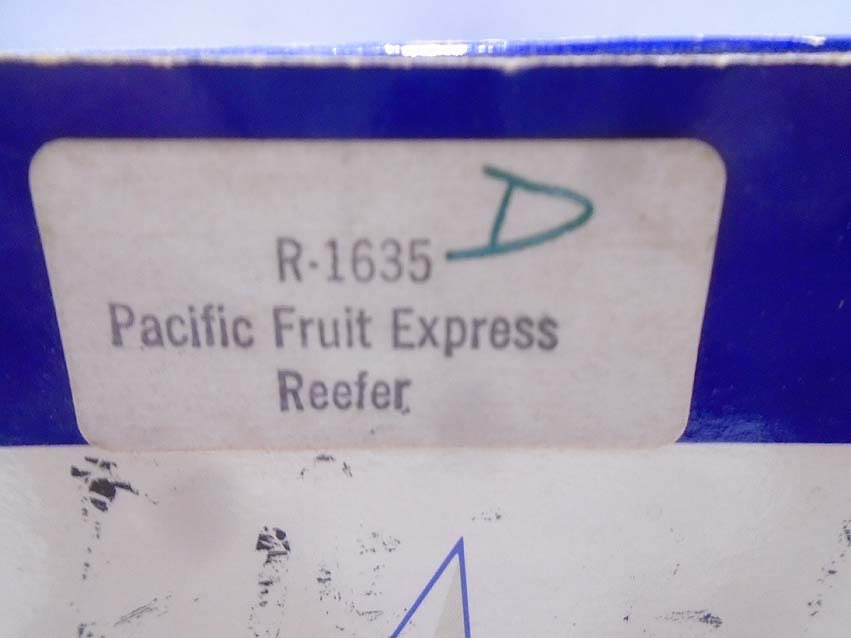 R-1635 D
Pacific Fruit Express
Reefer